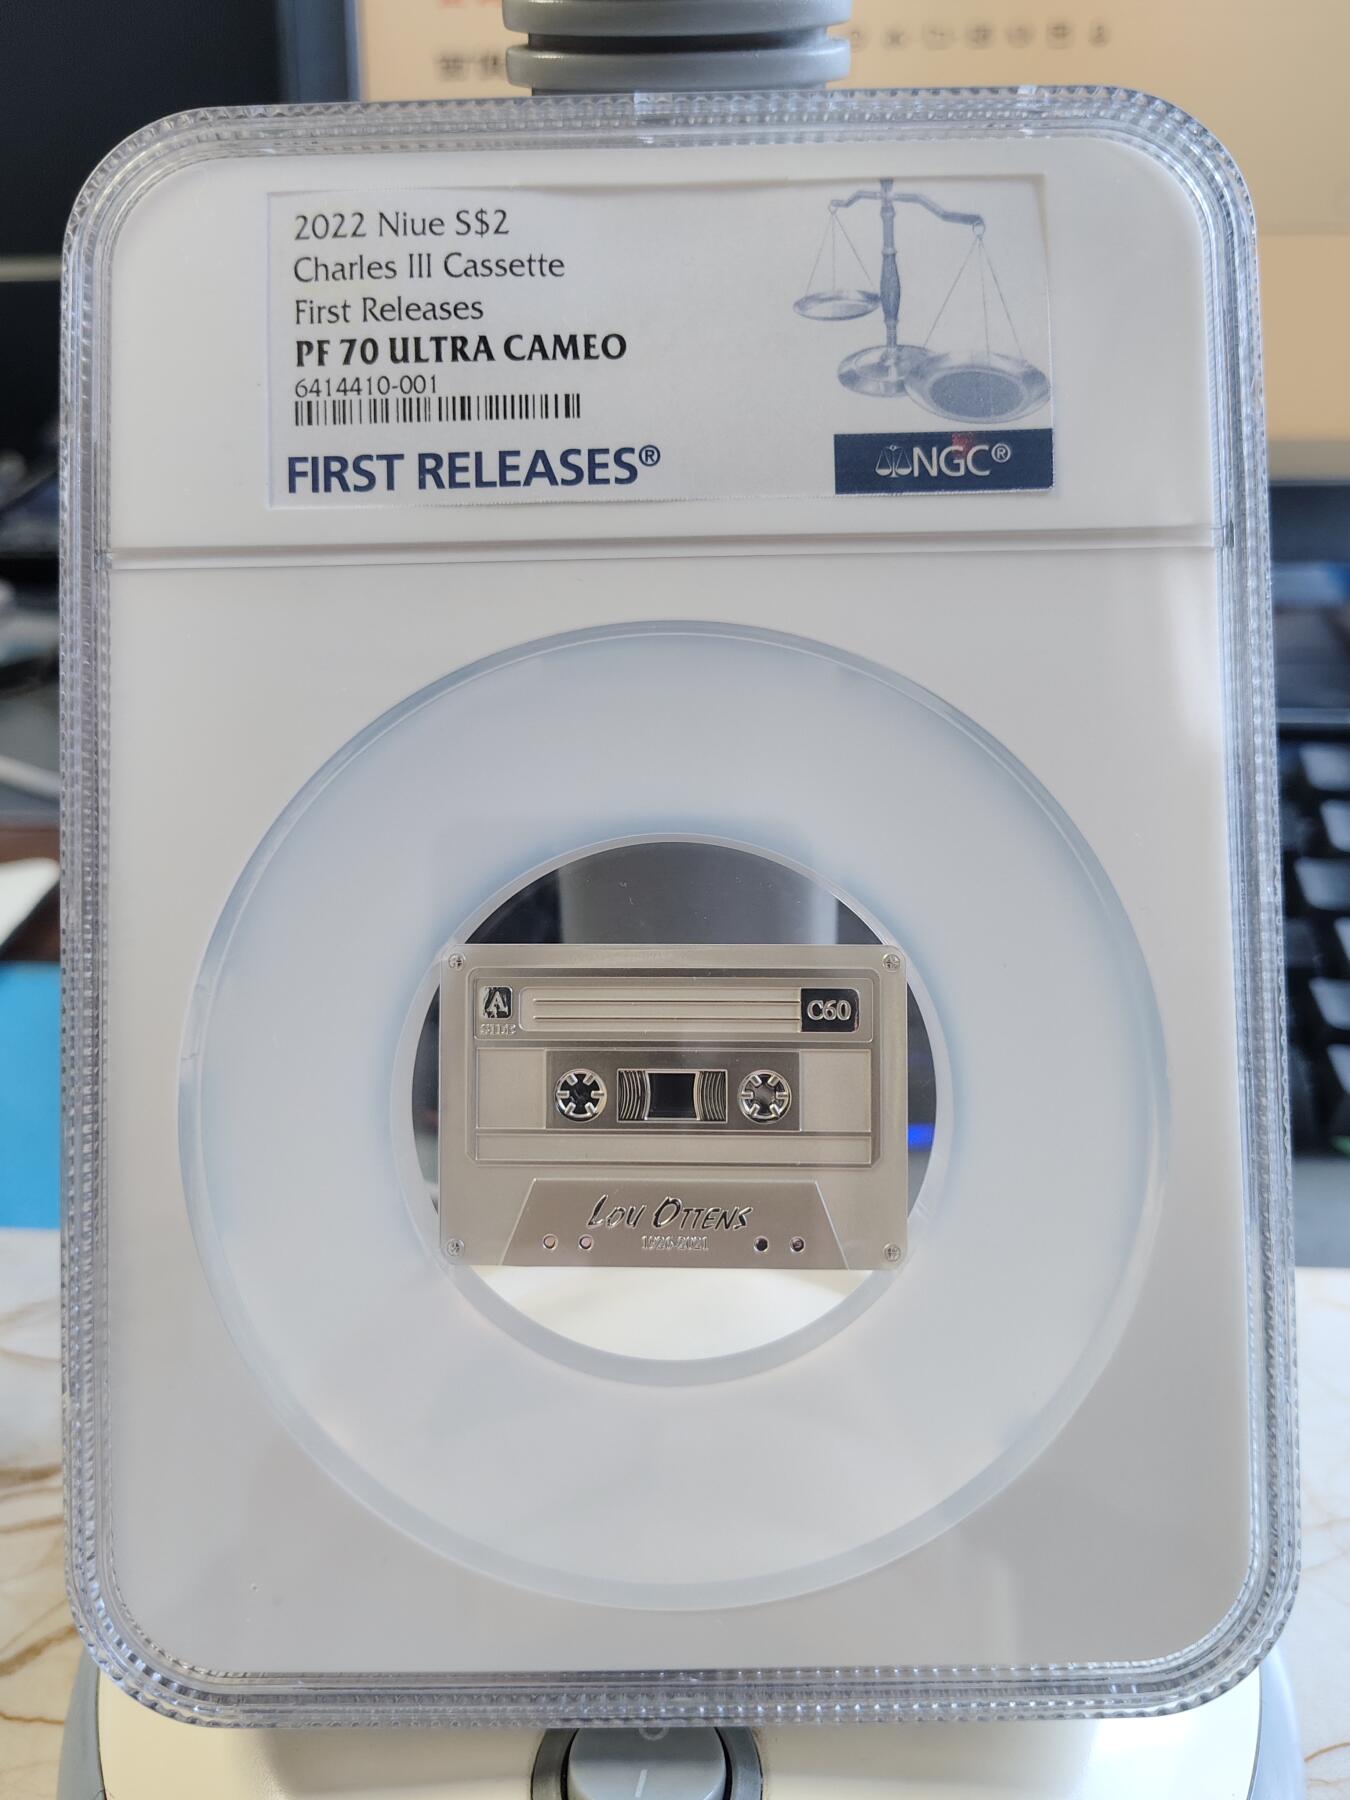 2022 Niue S$2
Charles III Cassette
First Releases
PF 70 ULTRA CAMEO
6414410-001
FIRST RELEASES®
NGC®
A
SIDE
C60
LOU OTTENS
1926-2021